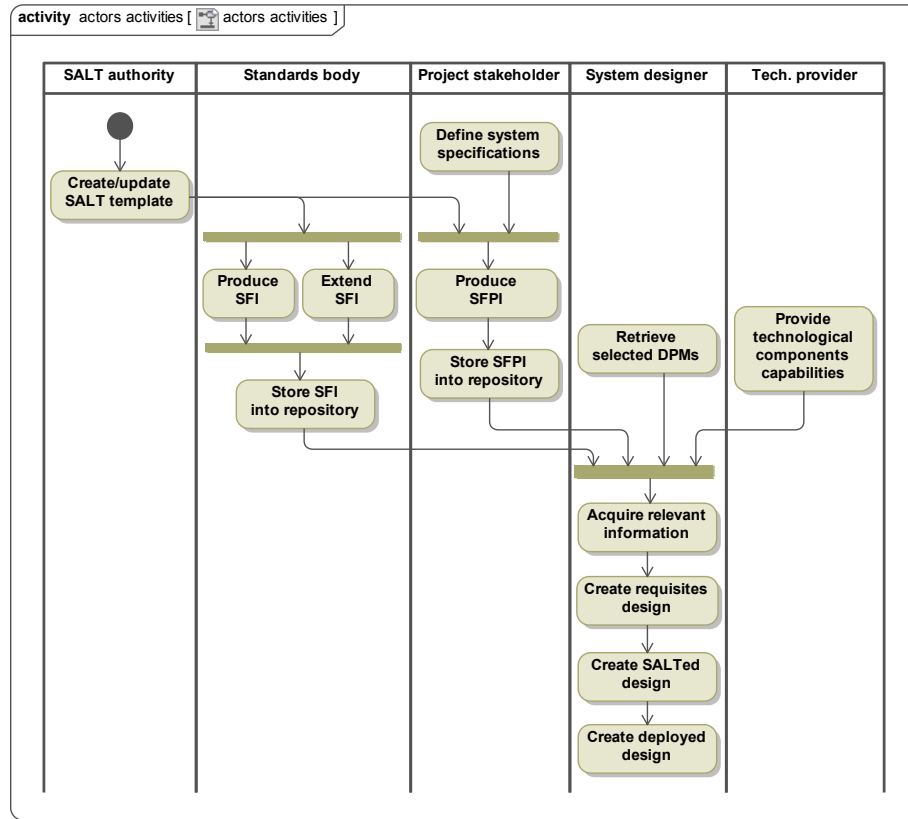 activity actors activities [ actors activities ]
SALT authority
Standards body
Project stakeholder
System designer
Tech. provider
Define system
specifications
Create/update
SALT template
Produce
SFI
Extend
SFI
Produce
SFPI
Provide
technological
components
capabilities
Retrieve
selected DPMs
Store SFPI
into repository
Store SFI
into repository
Acquire relevant
information
Create requisites
design
Create SALTed
design
Create deployed
design